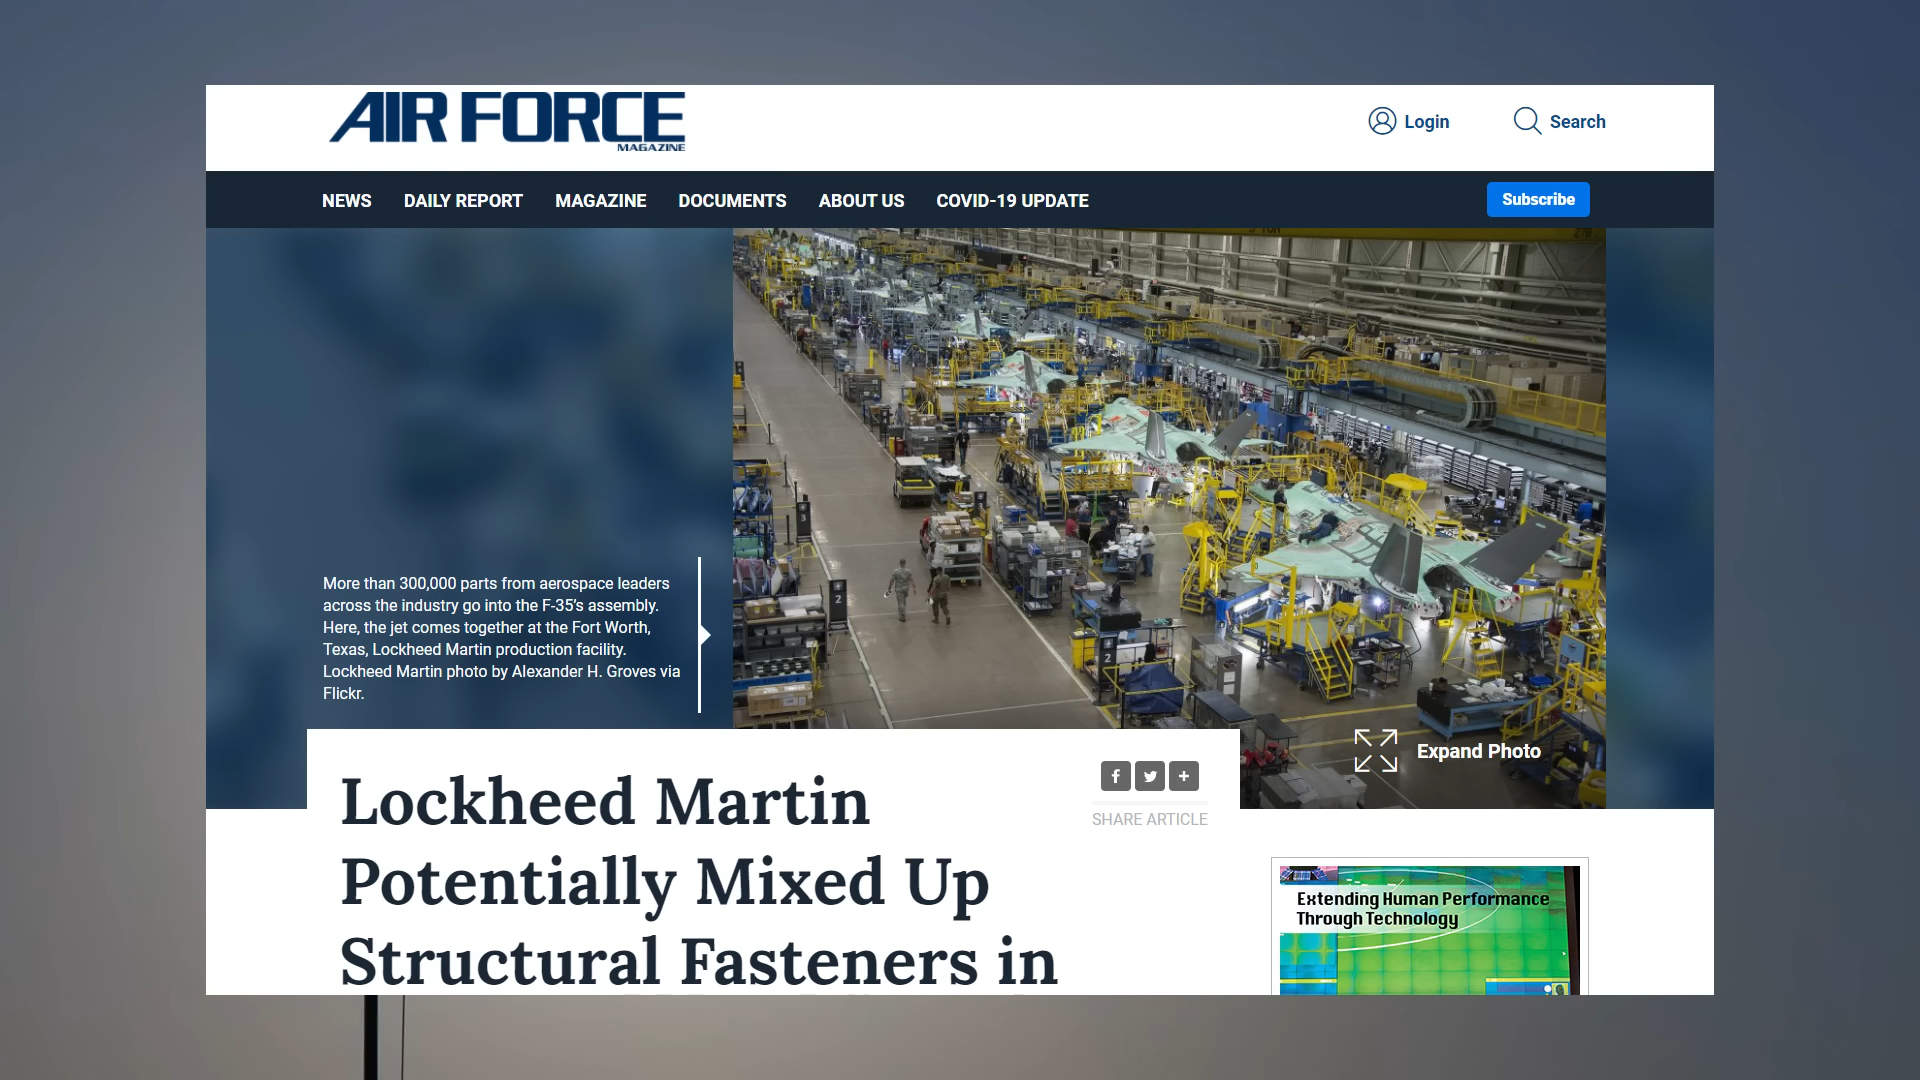 AIR FORCE
MAGAZINE
Login
Search
NEWS
DAILY REPORT
MAGAZINE
DOCUMENTS
ABOUT US
COVID-19 UPDATE
Subscribe
More than 300,000 parts from aerospace leaders
across the industry go into the F-35's assembly.
Here, the jet comes together at the Fort Worth,
Texas, Lockheed Martin production facility.
Lockheed Martin photo by Alexander H. Groves via
Flickr.
3
2
2
Expand Photo
Lockheed Martin
Potentially Mixed Up
Structural Fasteners in
SHARE ARTICLE
Extending Human Performance
Through Technology